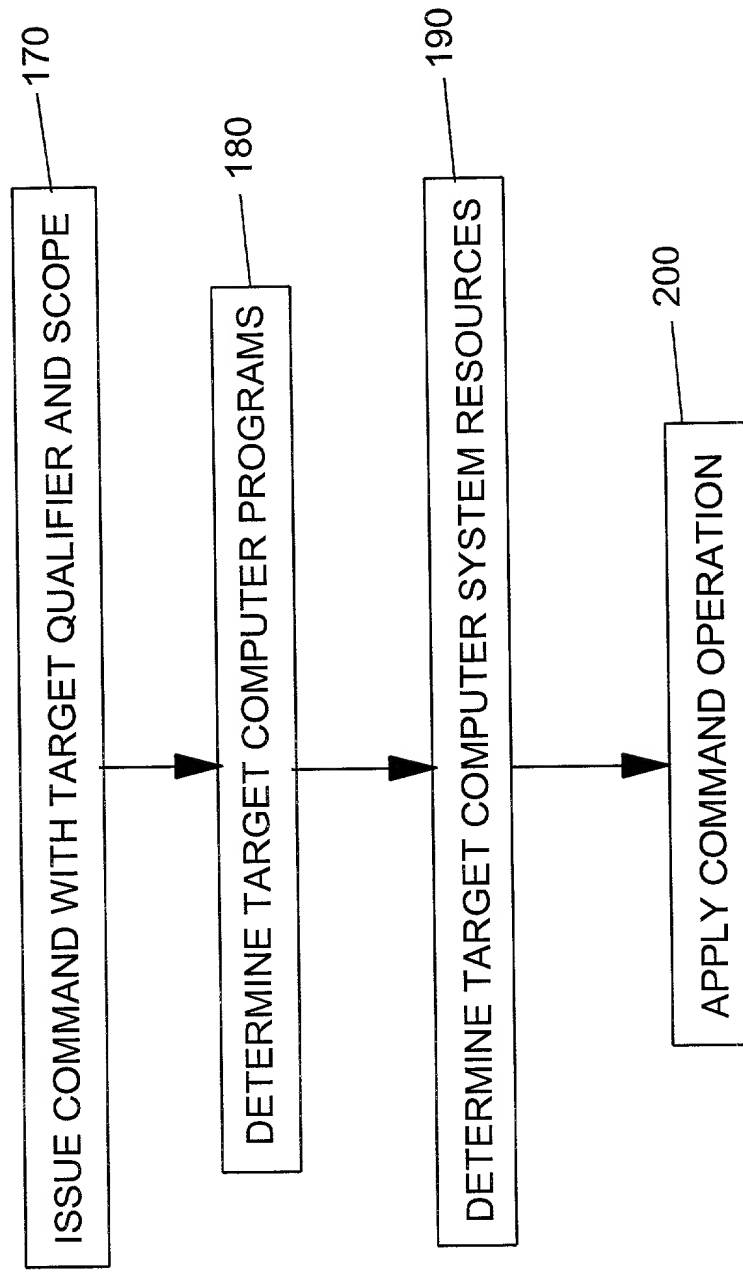 ISSUE COMMAND WITH TARGET QUALIFIER AND SCOPE
170
DETERMINE TARGET COMPUTER PROGRAMS
180
DETERMINE TARGET COMPUTER SYSTEM RESOURCES
190
APPLY COMMAND OPERATION
200